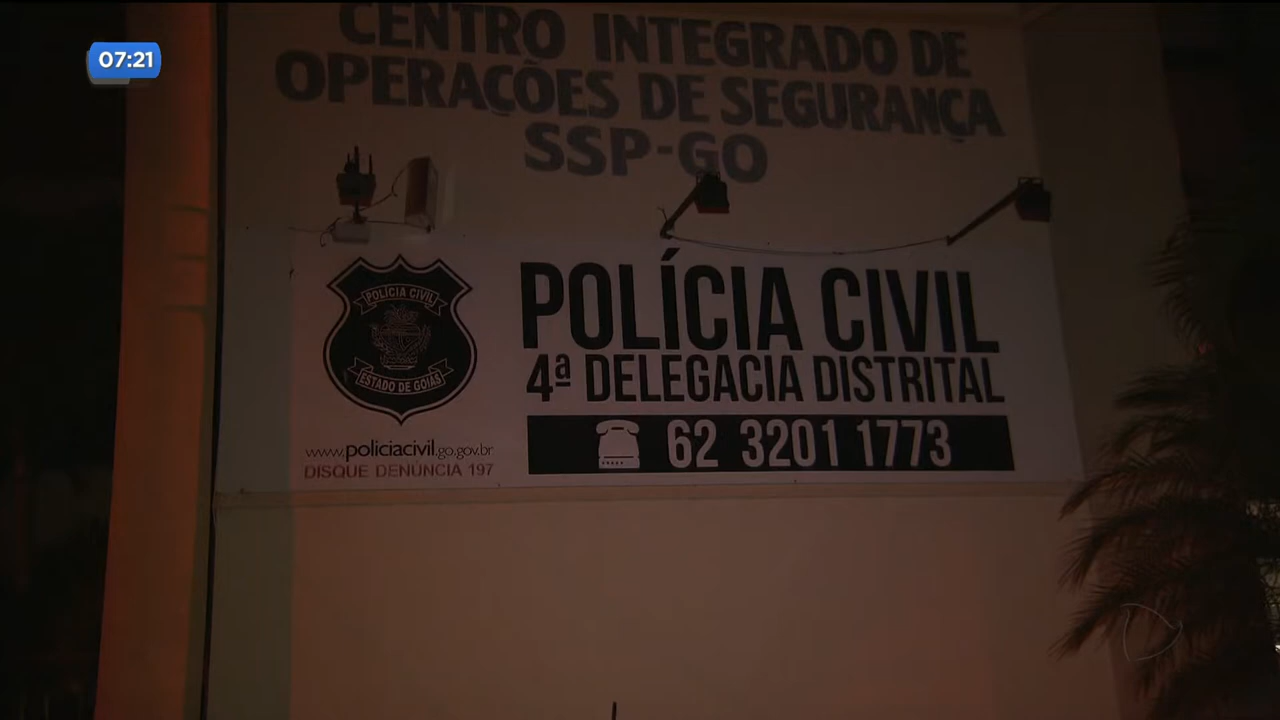 07:21
CENTRO INTEGRADO DE
OPERAÇÕES DE SEGURANÇA
SSP-GO
POLÍCIA CIVIL
ESTADO DE GOIÁS
POLÍCIA CIVIL
4ª DELEGACIA DISTRITAL
62 3201 1773
www.policiacivil.go.gov.br
DISQUE DENÚNCIA 197